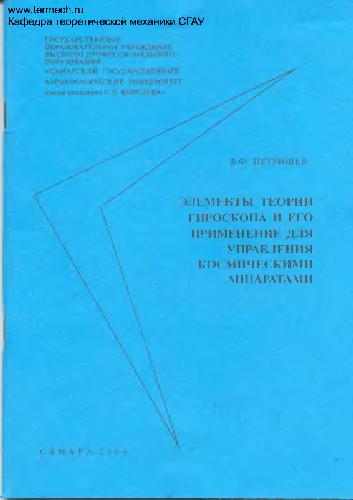 www.termech.ru
Кафедра теоретической механики СГАУ
ГОСУДАРСТВЕННОЕ
ОБРАЗОВАТЕЛЬНОЕ УЧРЕЖДЕНИЕ
ВЫСШЕГО ПРОФЕССИОНАЛЬНОГО
ОБРАЗОВАНИЯ
«САМАРСКИЙ ГОСУДАРСТВЕННЫЙ
АЭРОКОСМИЧЕСКИЙ УНИВЕРСИТЕТ
имени академика С.П. КОРОЛЕВА»
В.Ф. ПЕТРИЩЕВ
ЭЛЕМЕНТЫ ТЕОРИИ
ГИРОСКОПА И ЕГО
ПРИМЕНЕНИЕ ДЛЯ
УПРАВЛЕНИЯ
КОСМИЧЕСКИМИ
АППАРАТАМИ
САМАРА 2004